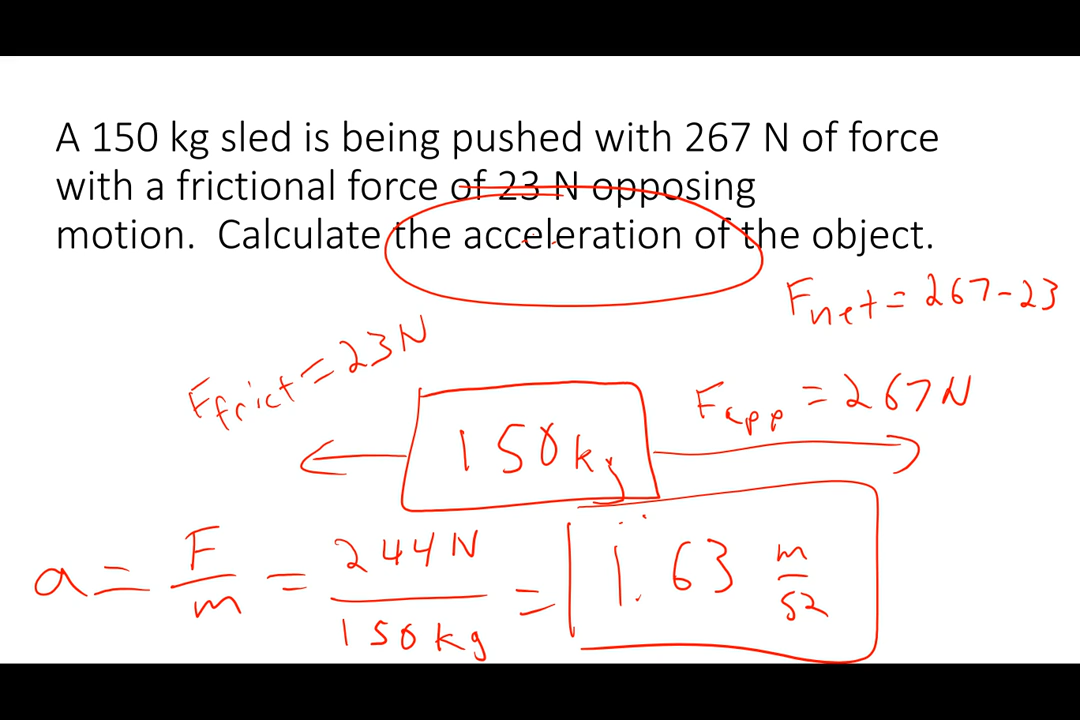 A 150 kg sled is being pushed with 267 N of force
with a frictional force of 23 N opposing
motion. Calculate the acceleration of the object.
Fnet = 267-23
Ffrict = 23N
Fapp = 267N
150kg
a = F/m = 244N/150kg = 1.63 m/s2